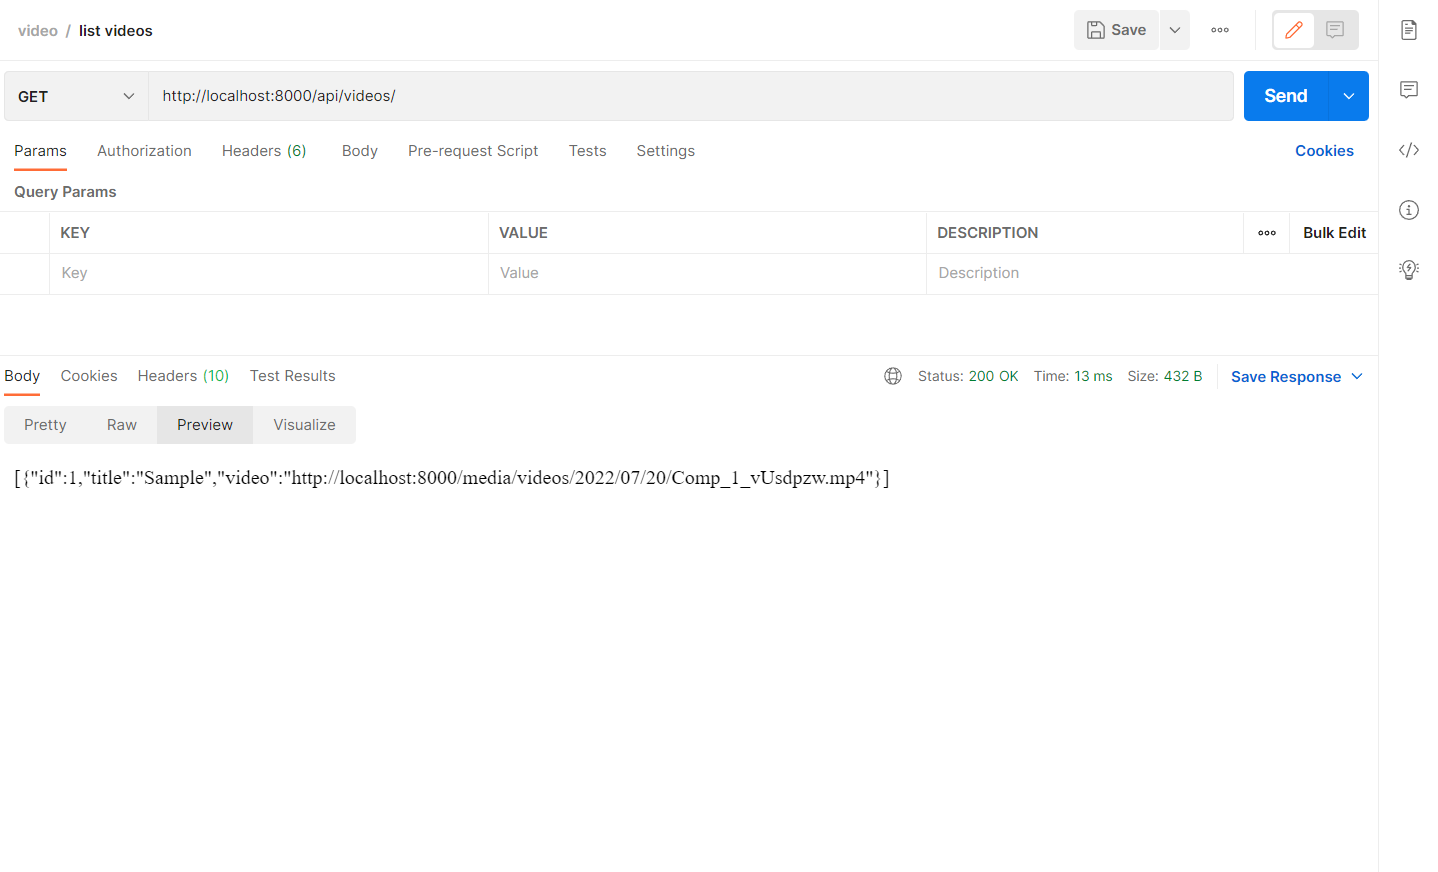 video / list videos
Save
GET
http://localhost:8000/api/videos/
Send
Params Authorization Headers (6) Body Pre-request Script Tests Settings Cookies
Query Params
KEY VALUE DESCRIPTION Bulk Edit
Key Value Description
Body Cookies Headers (10) Test Results Status: 200 OK Time: 13 ms Size: 432 B Save Response
Pretty Raw Preview Visualize
[{"id":1,"title":"Sample","video":"http://localhost:8000/media/videos/2022/07/20/Comp_1_vUsdpzw.mp4"}]